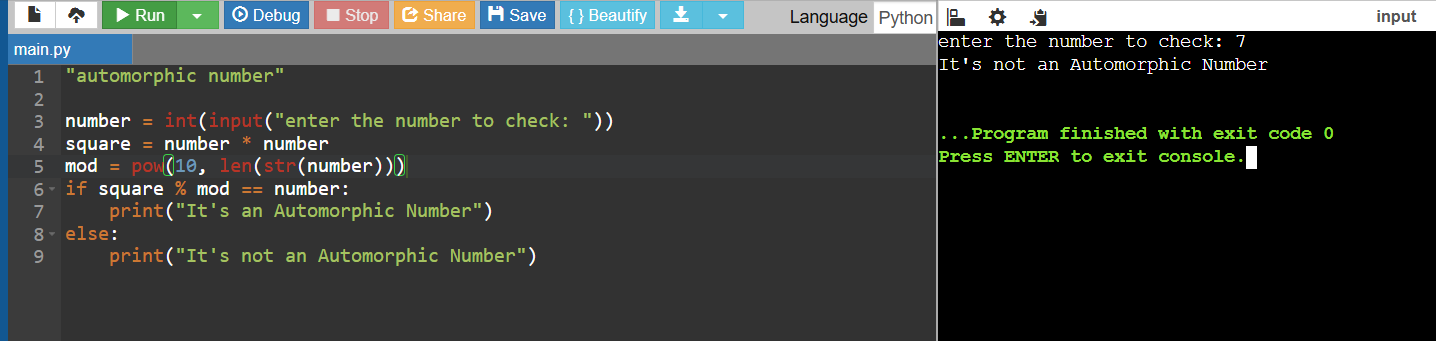 Run Debug Stop Share Save { } Beautify Language Python
input
main.py
1 "automorphic number"
2
3 number = int(input("enter the number to check: "))
4 square = number * number
5 mod = pow(10, len(str(number)))
6 if square % mod == number:
7     print("It's an Automorphic Number")
8 else:
9     print("It's not an Automorphic Number")
enter the number to check: 7
It's not an Automorphic Number
...Program finished with exit code 0
Press ENTER to exit console.